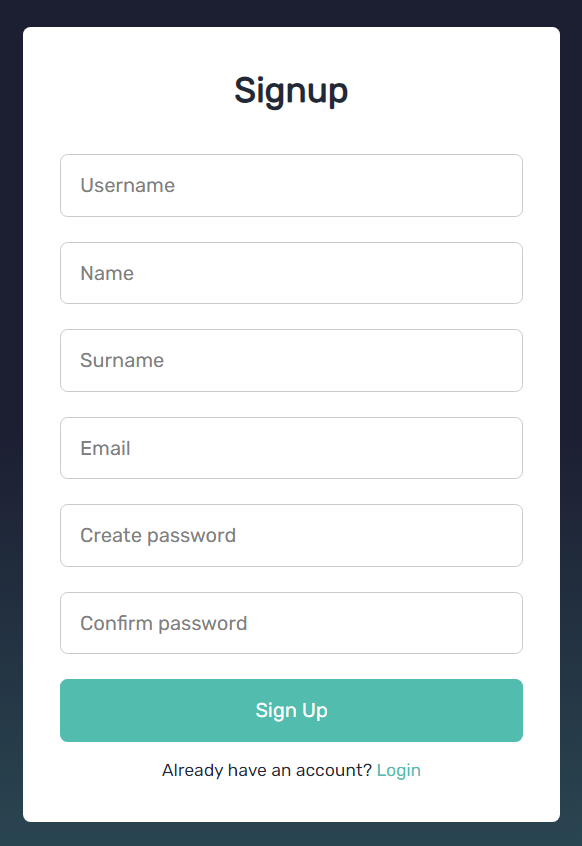 Signup
Username
Name
Surname
Email
Create password
Confirm password
Sign Up
Already have an account? Login